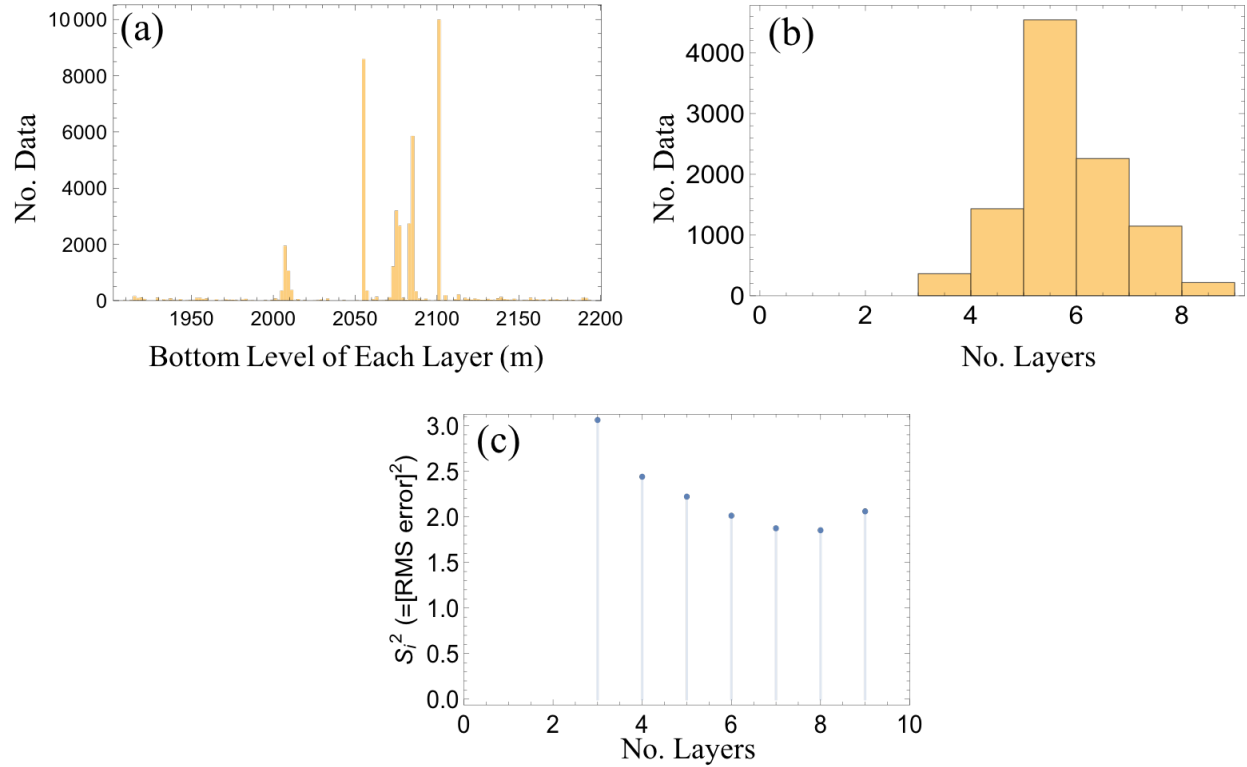 (a)
No. Data
10000
8000
6000
4000
2000
0
1950 2000 2050 2100 2150 2200
Bottom Level of Each Layer (m)
(b)
No. Data
4000
3000
2000
1000
0
0 2 4 6 8
No. Layers
(c)
S_i^2 (=[RMS error]^2)
3.0
2.5
2.0
1.5
1.0
0.5
0.0
0 2 4 6 8 10
No. Layers